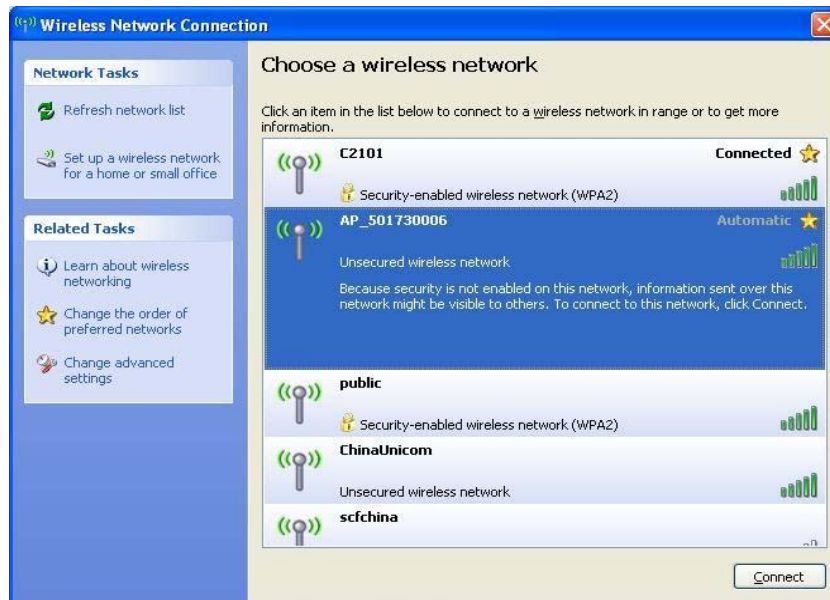 Wireless Network Connection
Network Tasks
Refresh network list
Set up a wireless network
for a home or small office
Related Tasks
Learn about wireless
networking
Change the order of
preferred networks
Change advanced
settings
Choose a wireless network
Click an item in the list below to connect to a wireless network in range or to get more
information.
C2101 Connected
Security-enabled wireless network (WPA2)
AP_501730006 Automatic
Unsecured wireless network
Because security is not enabled on this network, information sent over this
network might be visible to others. To connect to this network, click Connect.
public
Security-enabled wireless network (WPA2)
ChinaUnicom
Unsecured wireless network
scfchina
Connect